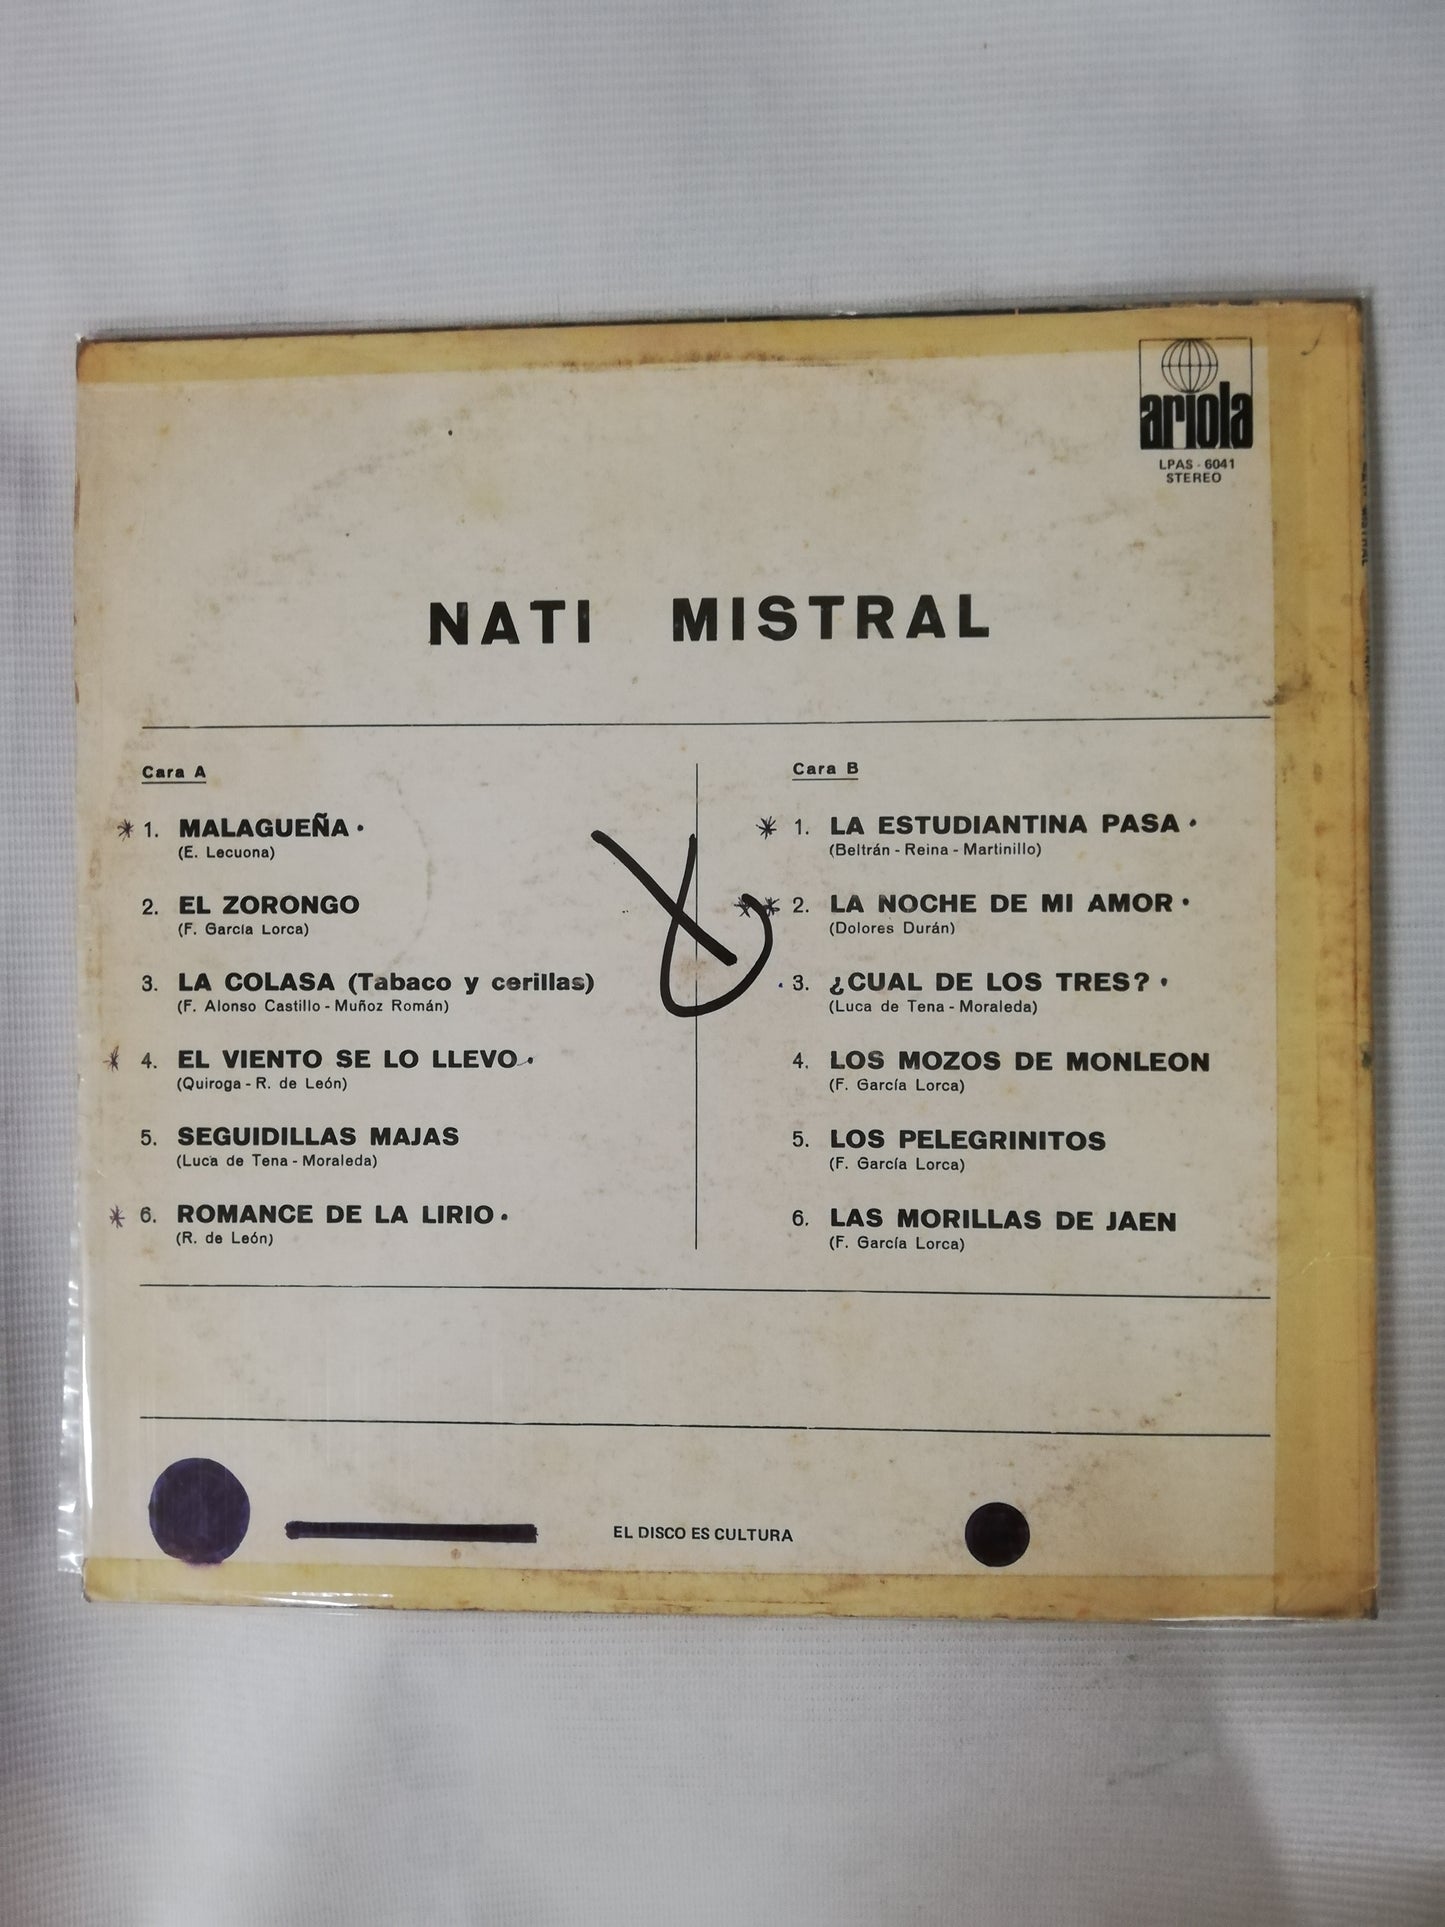 ariola
LPAS - 6041
STEREO
NATI MISTRAL
Cara A
* 1. MALAGUEÑA •
(E. Lecuona)
2. EL ZORONGO
(F. García Lorca)
3. LA COLASA (Tabaco y cerillas)
(F. Alonso Castillo - Muñoz Román)
* 4. EL VIENTO SE LO LLEVO •
(Quiroga - R. de León)
5. SEGUIDILLAS MAJAS
(Luca de Tena - Moraleda)
* 6. ROMANCE DE LA LIRIO •
(R. de León)
Cara B
* 1. LA ESTUDIANTINA PASA •
(Beltrán - Reina - Martinillo)
** 2. LA NOCHE DE MI AMOR •
(Dolores Durán)
• 3. ¿CUAL DE LOS TRES? •
(Luca de Tena - Moraleda)
4. LOS MOZOS DE MONLEON
(F. García Lorca)
5. LOS PELEGRINITOS
(F. García Lorca)
6. LAS MORILLAS DE JAEN
(F. García Lorca)
EL DISCO ES CULTURA